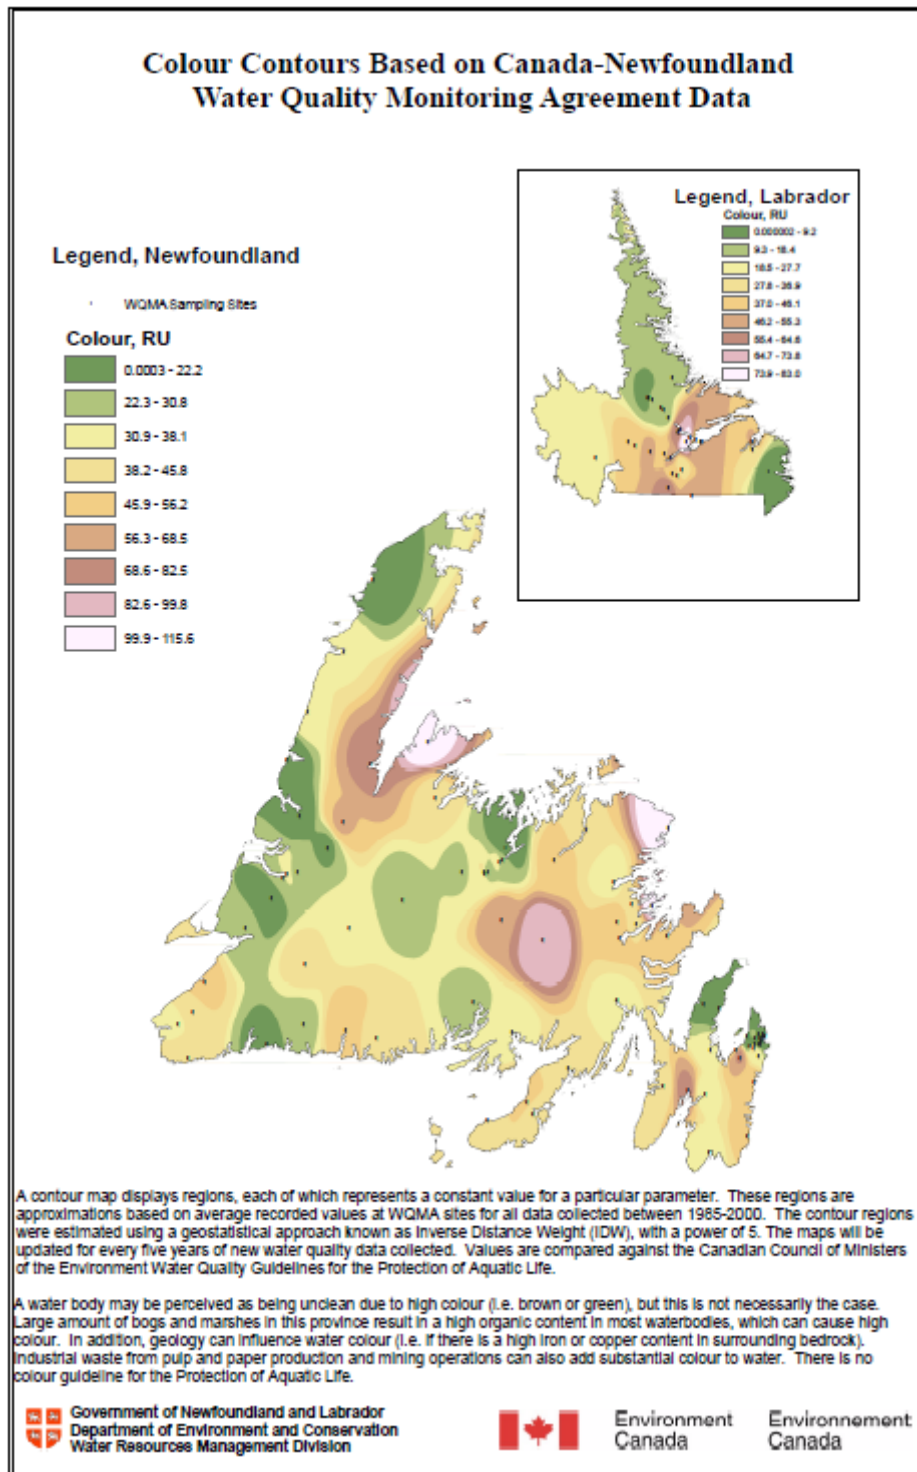 Colour Contours Based on Canada-Newfoundland
Water Quality Monitoring Agreement Data
Legend, Labrador
Colour, RU
0.000002 - 9.2
9.3 - 18.4
18.5 - 27.7
27.8 - 36.9
37.0 - 46.1
46.2 - 55.3
55.4 - 64.6
64.7 - 73.8
73.9 - 83.0
Legend, Newfoundland
WQMA Sampling Sites
Colour, RU
0.0003 - 22.2
22.3 - 30.8
30.9 - 38.1
38.2 - 45.8
45.9 - 56.2
56.3 - 68.5
68.6 - 82.5
82.6 - 99.8
99.9 - 115.6
A contour map displays regions, each of which represents a constant value for a particular parameter. These regions are
approximations based on average recorded values at WQMA sites for all data collected between 1985-2000. The contour regions
were estimated using a geostatistical approach known as Inverse Distance Weight (IDW), with a power of 5. The maps will be
updated for every five years of new water quality data collected. Values are compared against the Canadian Council of Ministers
of the Environment Water Quality Guidelines for the Protection of Aquatic Life.
A water body may be perceived as being unclean due to high colour (i.e. brown or green), but this is not necessarily the case.
Large amount of bogs and marshes in this province result in a high organic content in most waterbodies, which can cause high
colour. In addition, geology can influence water colour (i.e. if there is a high iron or copper content in surrounding bedrock).
Industrial waste from pulp and paper production and mining operations can also add substantial colour to water. There is no
colour guideline for the Protection of Aquatic Life.
Government of Newfoundland and Labrador
Department of Environment and Conservation
Water Resources Management Division
Environment
Canada
Environnement
Canada